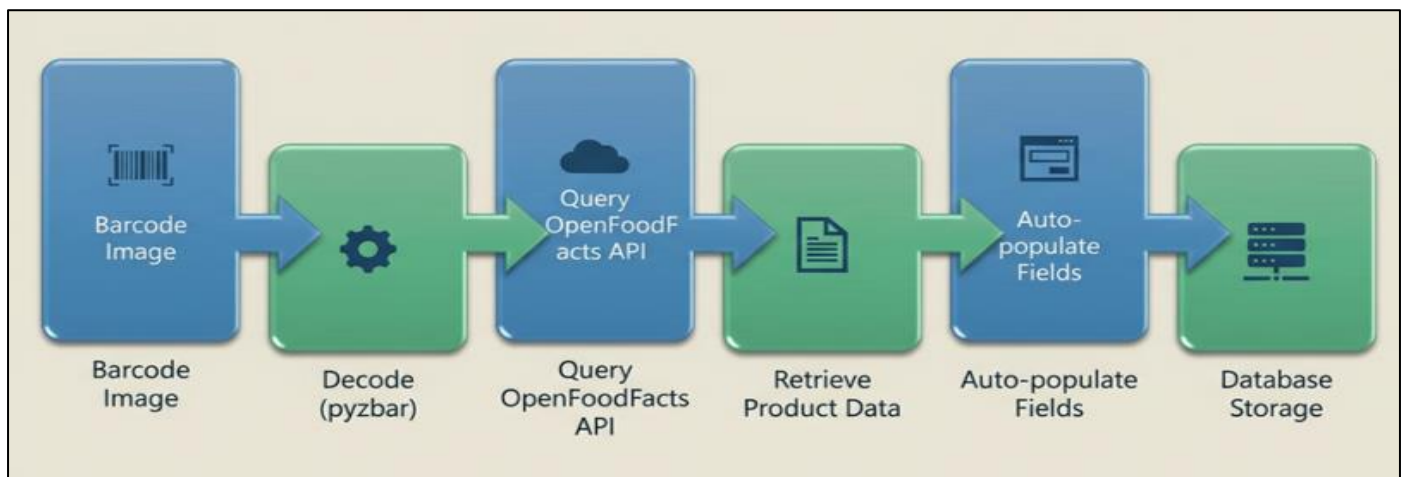 Barcode
Image
Query
OpenFoodF
acts API
Auto-
populate
Fields
Barcode
Image
Decode
(pyzbar)
Query
OpenFoodFacts
API
Retrieve
Product Data
Auto-populate
Fields
Database
Storage